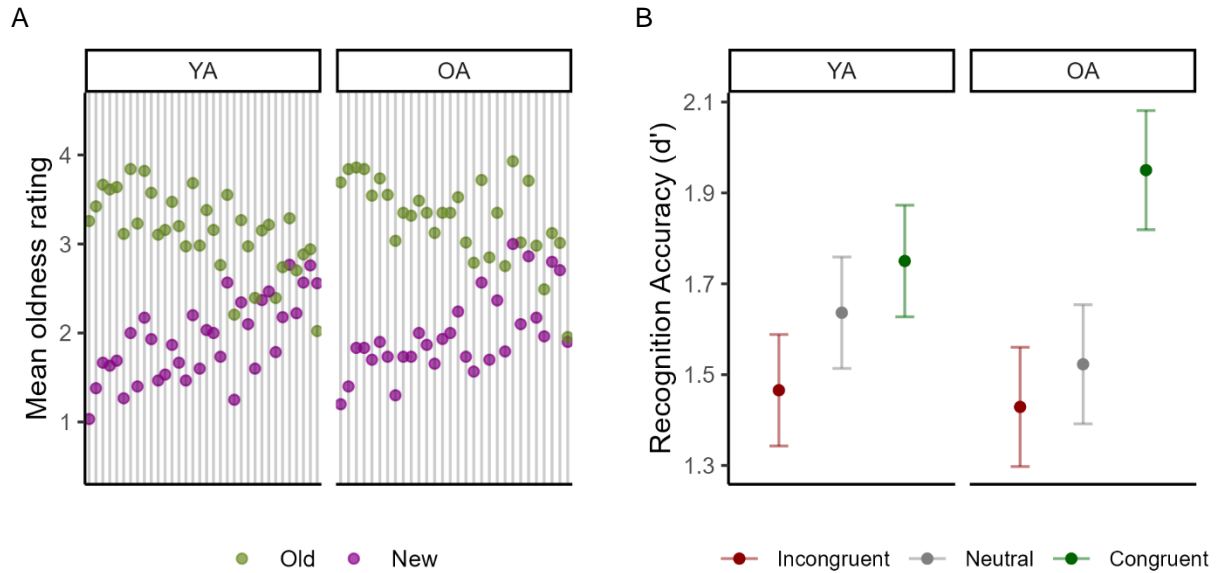 A
B
YA
OA
YA
OA
Mean oldness rating
4
3
2
1
Recognition Accuracy (d')
2.1
1.9
1.7
1.5
1.3
Old
New
Incongruent
Neutral
Congruent